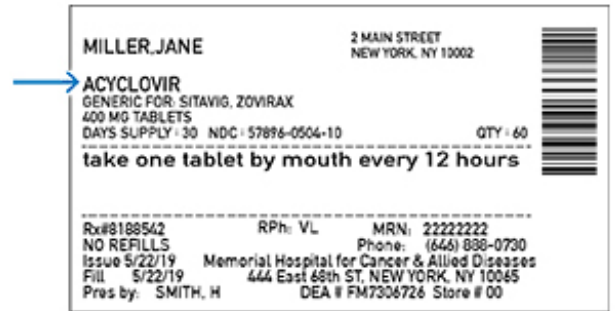 MILLER,JANE
2 MAIN STREET
NEW YORK, NY 10002
ACYCLOVIR
GENERIC FOR: SITAVIG, ZOVIRAX
400 MG TABLETS
DAYS SUPPLY: 30 NDC: 57896-0504-10 QTY: 60
take one tablet by mouth every 12 hours
Rx#8188542 RPh: VL MRN: 22222222
NO REFILLS Phone: (646) 888-0730
Issue 5/22/19 Memorial Hospital for Cancer & Allied Diseases
Fill 5/22/19 444 East 68th ST, NEW YORK, NY 10065
Pres by: SMITH, H DEA # FM7306726 Store # 00